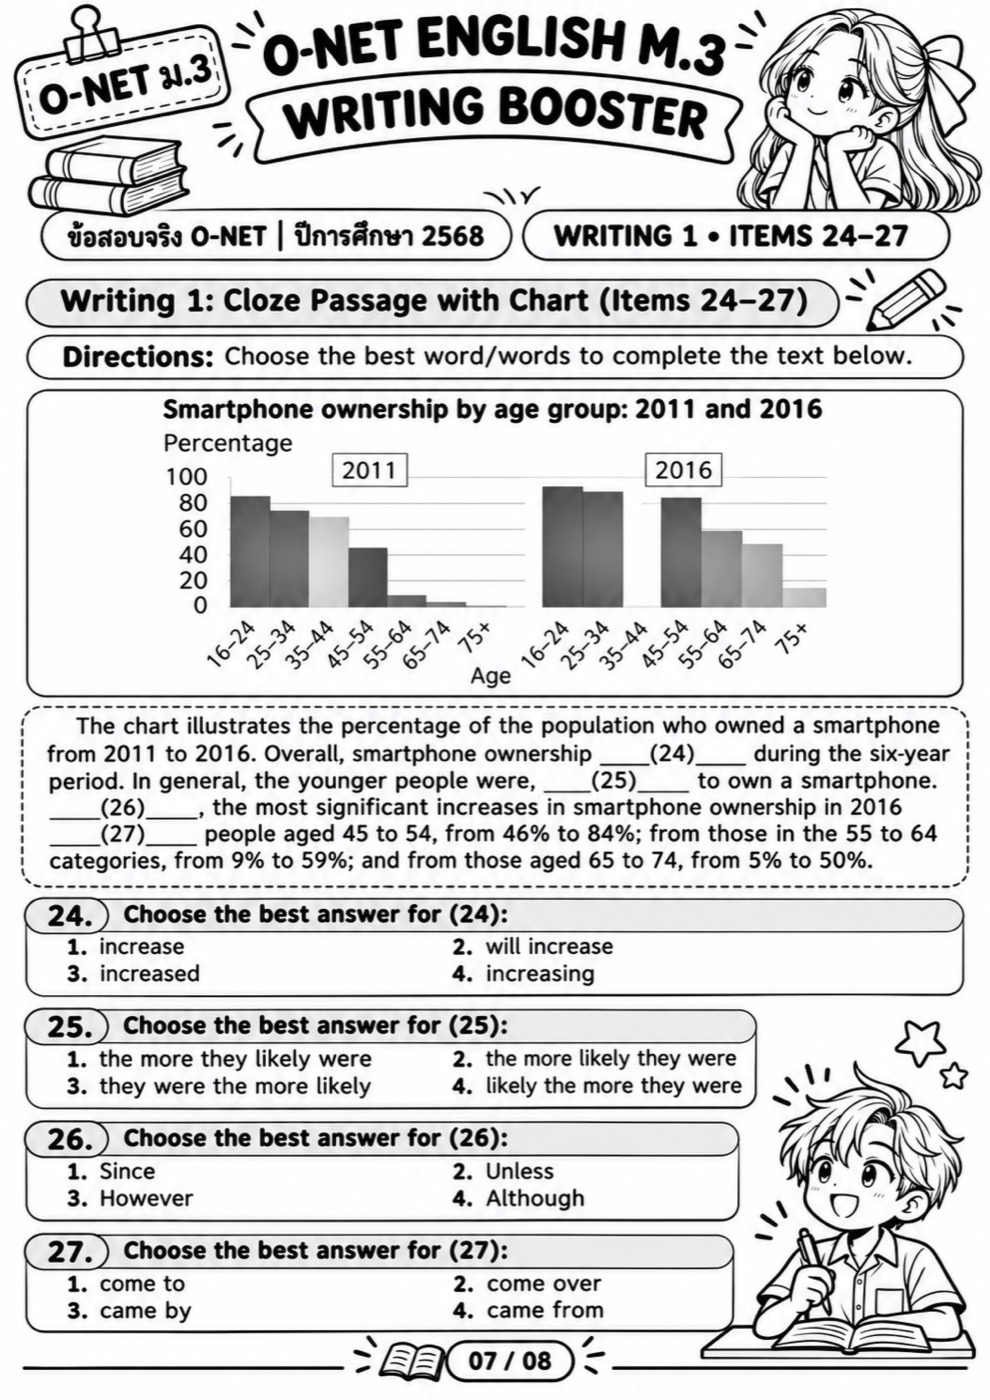 O-NET ม.3
O-NET ENGLISH M.3
WRITING BOOSTER
ข้อสอบจริง O-NET | ปีการศึกษา 2568
WRITING 1 • ITEMS 24–27
Writing 1: Cloze Passage with Chart (Items 24–27)
Directions: Choose the best word/words to complete the text below.
Smartphone ownership by age group: 2011 and 2016
Percentage
2011
2016
100
80
60
40
20
0
16–24 25–34 35–44 45–54 55–64 65–74 75+
16–24 25–34 35–44 45–54 55–64 65–74 75+
Age
The chart illustrates the percentage of the population who owned a smartphone
from 2011 to 2016. Overall, smartphone ownership ____(24)____ during the six-year
period. In general, the younger people were, ____(25)____ to own a smartphone.
____(26)____, the most significant increases in smartphone ownership in 2016
____(27)____ people aged 45 to 54, from 46% to 84%; from those in the 55 to 64
categories, from 9% to 59%; and from those aged 65 to 74, from 5% to 50%.
24. Choose the best answer for (24):
1. increase 2. will increase
3. increased 4. increasing
25. Choose the best answer for (25):
1. the more they likely were 2. the more likely they were
3. they were the more likely 4. likely the more they were
26. Choose the best answer for (26):
1. Since 2. Unless
3. However 4. Although
27. Choose the best answer for (27):
1. come to 2. come over
3. came by 4. came from
07 / 08